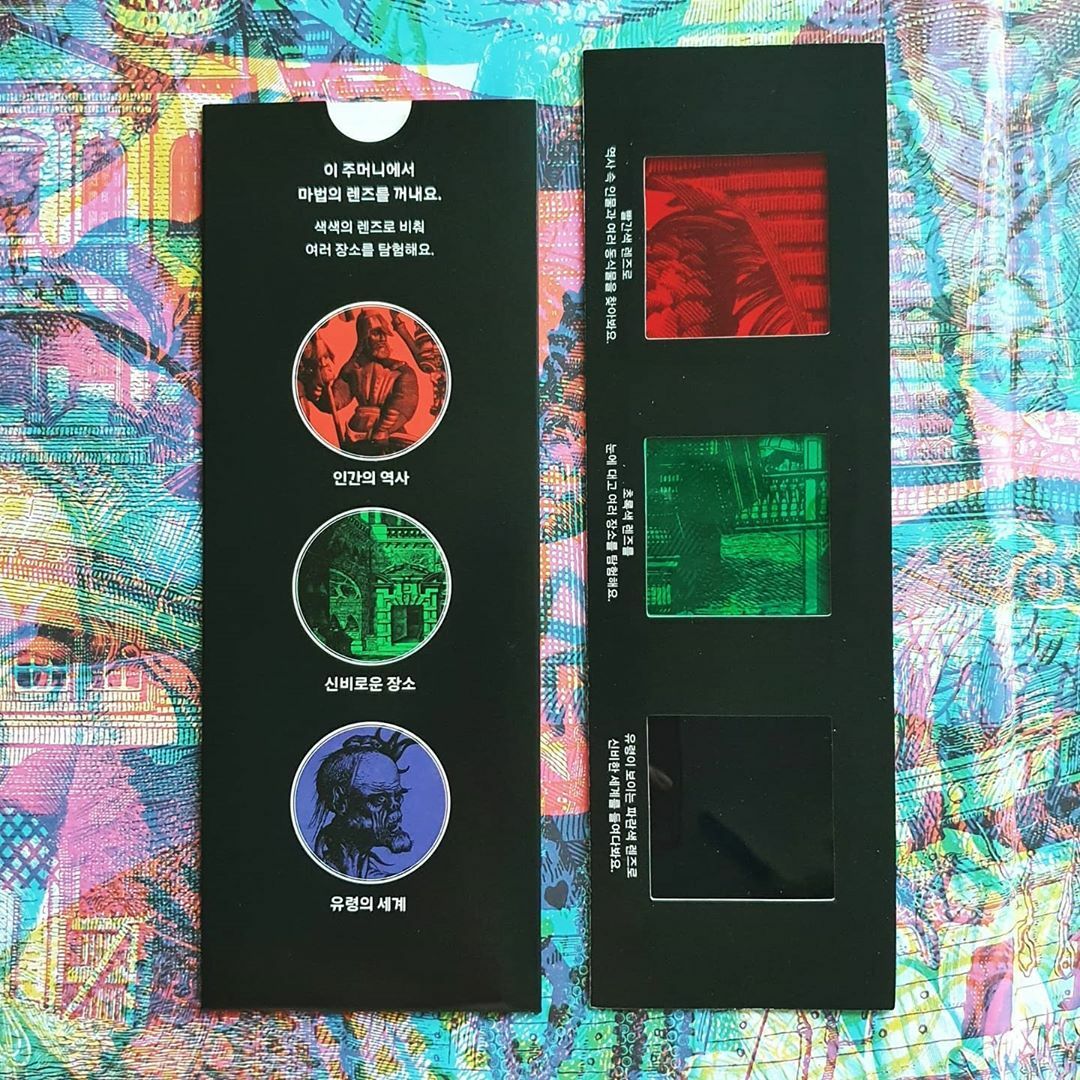 이 주머니에서
마법의 렌즈를 꺼내요.
색색의 렌즈로 비춰
여러 장소를 탐험해요.
인간의 역사
신비로운 장소
유령의 세계
빨간색 렌즈로
역사 속 인물과 여러 동식물을 찾아봐요.
초록색 렌즈를
눈에 대고 여러 장소를 탐험해요.
유령이 보이는 파란색 렌즈로
신비한 세계를 들여다봐요.